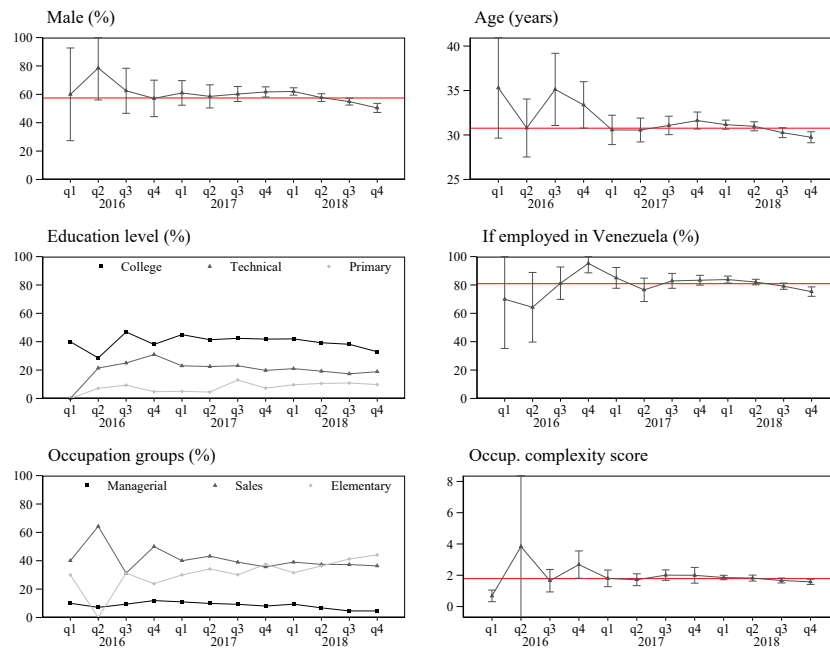 Male (%)
100
80
60
40
20
0
q1 q2 q3 q4 q1 q2 q3 q4 q1 q2 q3 q4
2016 2017 2018
Age (years)
40
35
30
25
q1 q2 q3 q4 q1 q2 q3 q4 q1 q2 q3 q4
2016 2017 2018
Education level (%)
College Technical Primary
100
80
60
40
20
0
q1 q2 q3 q4 q1 q2 q3 q4 q1 q2 q3 q4
2016 2017 2018
If employed in Venezuela (%)
100
80
60
40
20
0
q1 q2 q3 q4 q1 q2 q3 q4 q1 q2 q3 q4
2016 2017 2018
Occupation groups (%)
Managerial Sales Elementary
100
80
60
40
20
0
q1 q2 q3 q4 q1 q2 q3 q4 q1 q2 q3 q4
2016 2017 2018
Occup. complexity score
8
6
4
2
0
q1 q2 q3 q4 q1 q2 q3 q4 q1 q2 q3 q4
2016 2017 2018